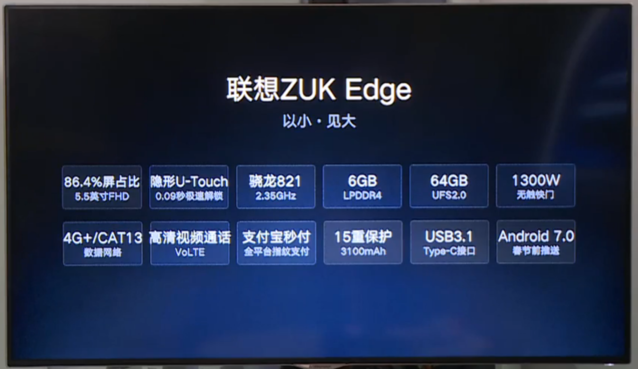 联想ZUK Edge
以小·见大
86.4%屏占比
5.5英寸FHD
隐形U-Touch
0.09秒极速解锁
骁龙821
2.35GHz
6GB
LPDDR4
64GB
UFS2.0
1300W
无触快门
4G+/CAT13
数据网络
高清视频通话
VoLTE
支付宝秒付
全平台指纹支付
15重保护
3100mAh
USB3.1
Type-C接口
Android 7.0
春节前推送